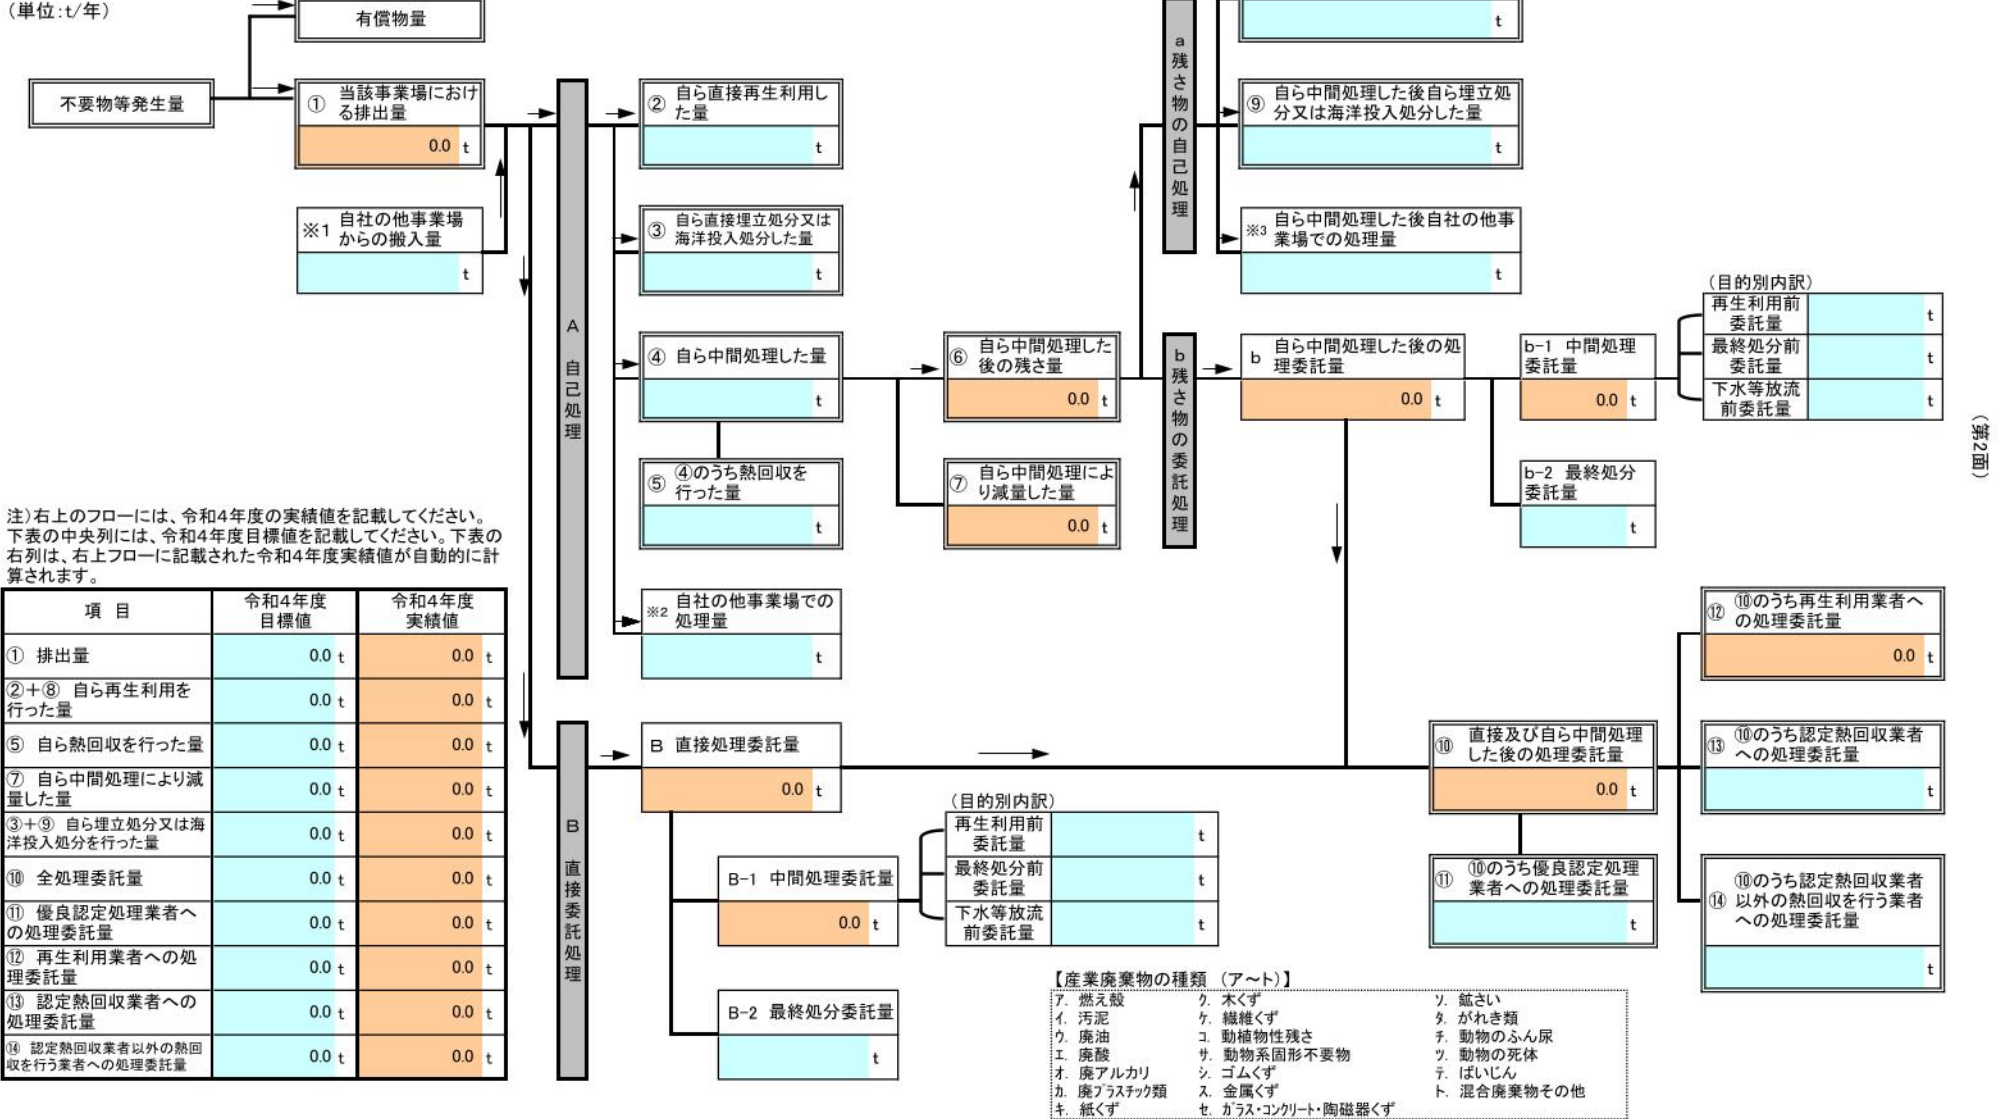 (単位:t/年)
有償物量
不要物等発生量
① 当該事業場におけ
る排出量
0.0 t
※1 自社の他事業場
からの搬入量
t
A 自己処理
② 自ら直接再生利用し
た量
t
③ 自ら直接埋立処分又は
海洋投入処分した量
t
④ 自ら中間処理した量
t
⑤ ④のうち熱回収を
行った量
t
※2 自社の他事業場での
処理量
t
⑥ 自ら中間処理した
後の残さ量
0.0 t
⑦ 自ら中間処理によ
り減量した量
0.0 t
a 残さ物の自己処理
t
⑨ 自ら中間処理した後自ら埋立処
分又は海洋投入処分した量
t
※3 自ら中間処理した後自社の他事
業場での処理量
t
b 残さ物の委託処理
b 自ら中間処理した後の処
理委託量
0.0 t
b-1 中間処理
委託量
0.0 t
(目的別内訳)
再生利用前
委託量
t
最終処分前
委託量
t
下水等放流
前委託量
t
b-2 最終処分
委託量
t
(第2面)
注)右上のフローには、令和4年度の実績値を記載してください。
下表の中央列には、令和4年度目標値を記載してください。下表の
右列は、右上フローに記載された令和4年度実績値が自動的に計
算されます。
項 目 令和4年度 令和4年度
目標値 実績値
① 排出量 0.0 t 0.0 t
②+⑧ 自ら再生利用を
行った量 0.0 t 0.0 t
⑤ 自ら熱回収を行った量 0.0 t 0.0 t
⑦ 自ら中間処理により減
量した量 0.0 t 0.0 t
③+⑨ 自ら埋立処分又は海
洋投入処分を行った量 0.0 t 0.0 t
⑩ 全処理委託量 0.0 t 0.0 t
⑪ 優良認定処理業者へ
の処理委託量 0.0 t 0.0 t
⑫ 再生利用業者への処
理委託量 0.0 t 0.0 t
⑬ 認定熱回収業者への
処理委託量 0.0 t 0.0 t
⑭ 認定熱回収業者以外の熱回
収を行う業者への処理委託量 0.0 t 0.0 t
B 直接委託処理
B 直接処理委託量
0.0 t
B-1 中間処理委託量
0.0 t
(目的別内訳)
再生利用前
委託量
t
最終処分前
委託量
t
下水等放流
前委託量
t
B-2 最終処分委託量
t
⑩ 直接及び自ら中間処理
した後の処理委託量
0.0 t
⑪ ⑩のうち優良認定処理
業者への処理委託量
t
⑫ ⑩のうち再生利用業者へ
の処理委託量
0.0 t
⑬ ⑩のうち認定熱回収業者
への処理委託量
t
⑭ ⑩のうち認定熱回収業者
以外の熱回収を行う業者
への処理委託量
t
【産業廃棄物の種類 (ア~ト)】
ア. 燃え殻 ク. 木くず ソ. 鉱さい
イ. 汚泥 ケ. 繊維くず タ. がれき類
ウ. 廃油 コ. 動植物性残さ チ. 動物のふん尿
エ. 廃酸 サ. 動物系固形不要物 ツ. 動物の死体
オ. 廃アルカリ シ. ゴムくず テ. ばいじん
カ. 廃プラスチック類 ス. 金属くず ト. 混合廃棄物その他
キ. 紙くず セ. ガラス・コンクリート・陶磁器くず